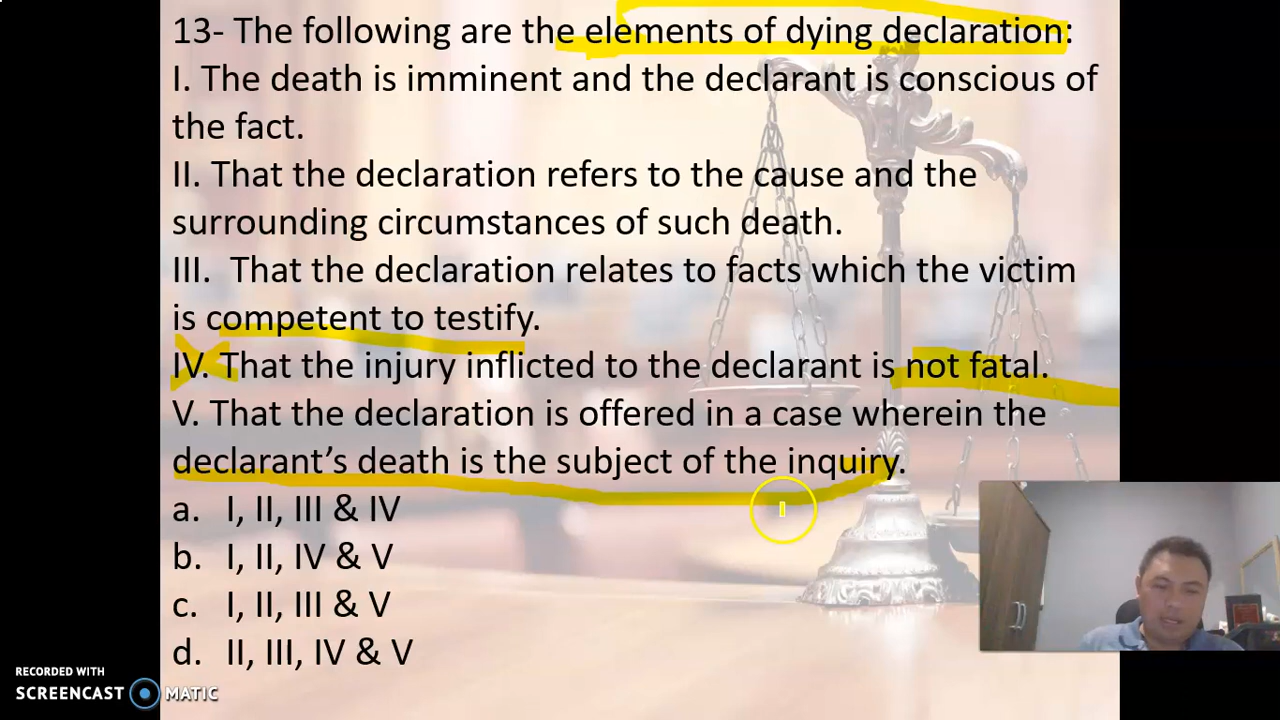 13- The following are the elements of dying declaration:
I. The death is imminent and the declarant is conscious of
the fact.
II. That the declaration refers to the cause and the
surrounding circumstances of such death.
III.  That the declaration relates to facts which the victim
is competent to testify.
IV. That the injury inflicted to the declarant is not fatal.
V. That the declaration is offered in a case wherein the
declarant’s death is the subject of the inquiry.
a. I, II, III & IV
b. I, II, IV & V
c. I, II, III & V
d. II, III, IV & V
RECORDED WITH
SCREENCAST MATIC